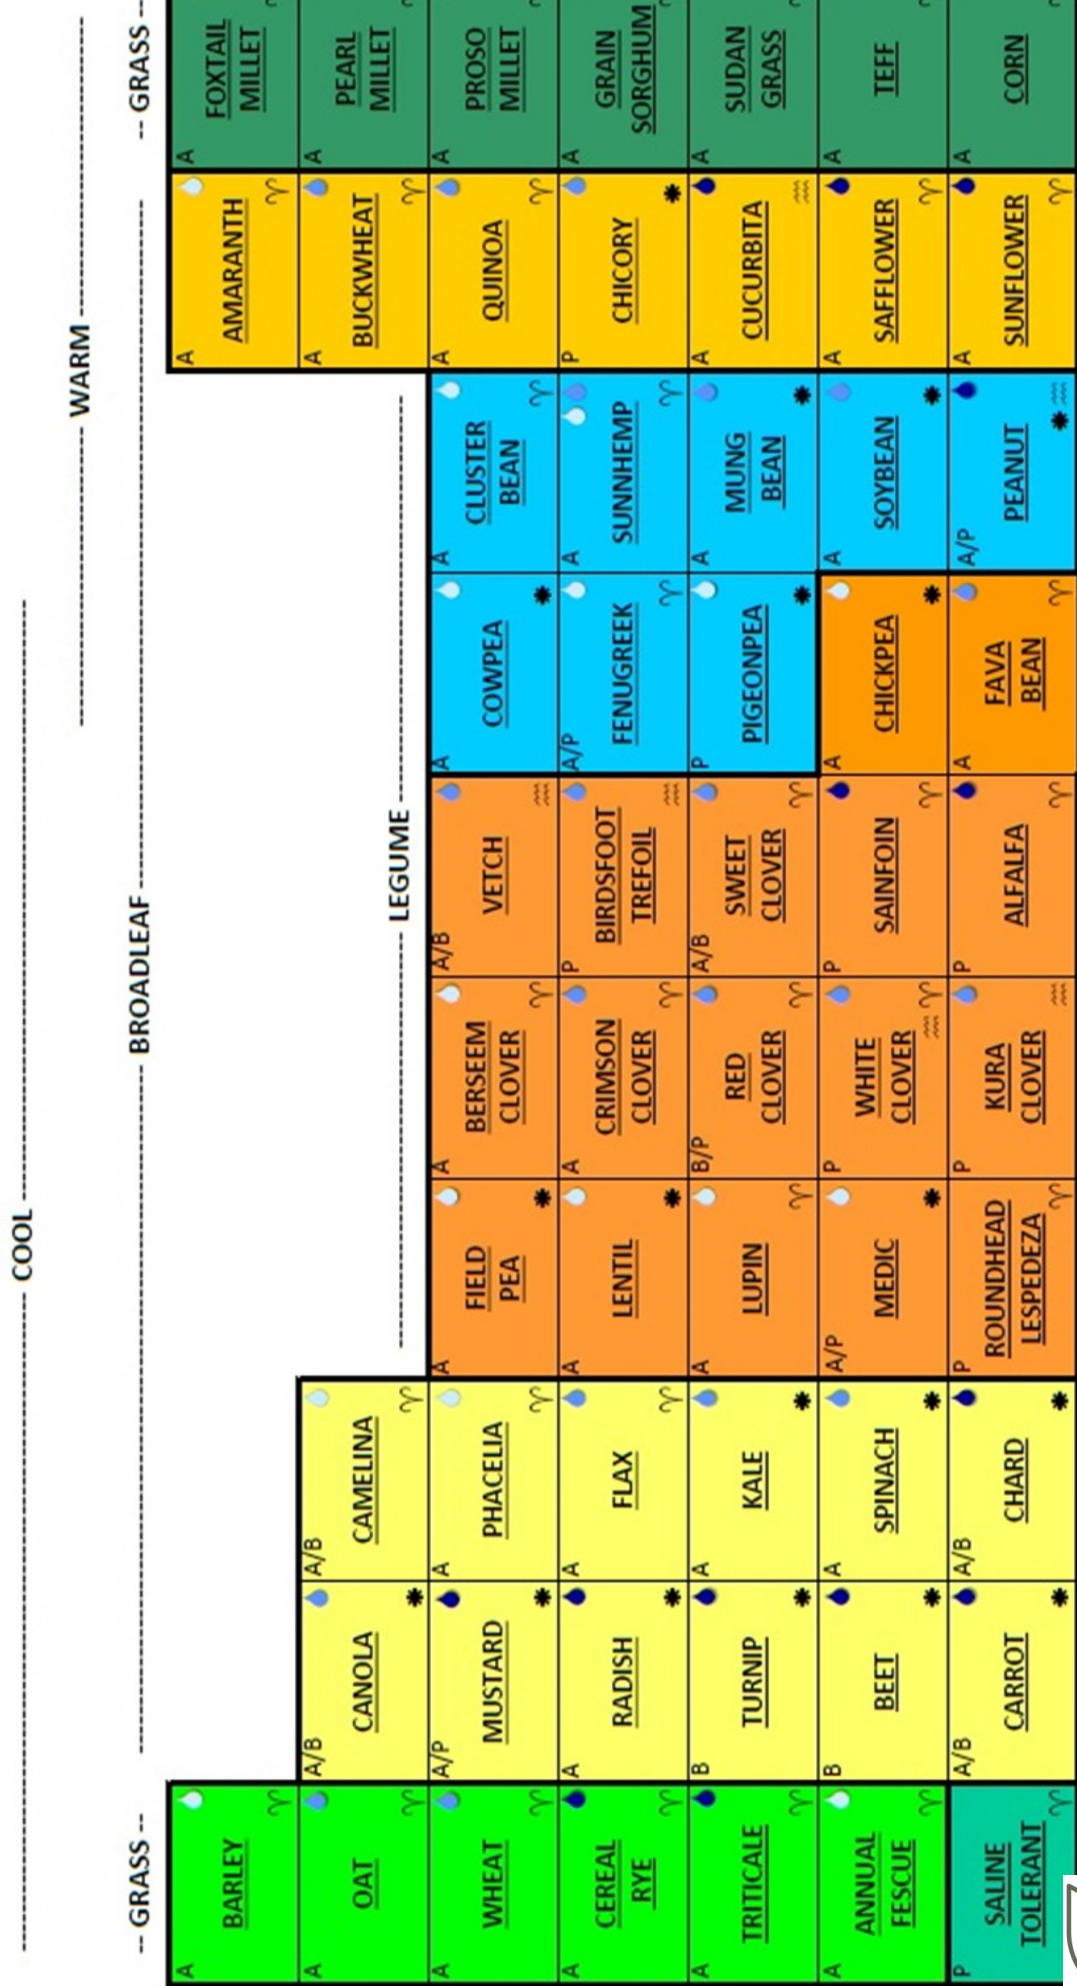 COOL
WARM
-- GRASS --
BROADLEAF
-- GRASS --
A
BARLEY
A
AMARANTH
A
FOXTAIL
MILLET
A
OAT
A/B
CANOLA
A/B
CAMELINA
A
BUCKWHEAT
A
PEARL
MILLET
LEGUME
A
WHEAT
A/P
MUSTARD
A
PHACELIA
A
FIELD
PEA
A
BERSEEM
CLOVER
A/B
VETCH
A
COWPEA
A
CLUSTER
BEAN
A
QUINOA
A
PROSO
MILLET
A
CEREAL
RYE
A
RADISH
A
FLAX
A
LENTIL
A
CRIMSON
CLOVER
P
BIRDSFOOT
TREFOIL
A/P
FENUGREEK
A
SUNNHEMP
P
CHICORY
A
GRAIN
SORGHUM
A
TRITICALE
B
TURNIP
A
KALE
A
LUPIN
B/P
RED
CLOVER
A/B
SWEET
CLOVER
P
PIGEONPEA
A
MUNG
BEAN
A
CUCURBITA
A
SUDAN
GRASS
A
ANNUAL
FESCUE
B
BEET
A
SPINACH
A/P
MEDIC
P
WHITE
CLOVER
P
SAINFOIN
A
CHICKPEA
A
SOYBEAN
A
SAFFLOWER
A
TEFF
P
SALINE
TOLERANT
A/B
CARROT
A/B
CHARD
P
ROUNDHEAD
LESPEDEZA
P
KURA
CLOVER
P
ALFALFA
A
FAVA
BEAN
A/P
PEANUT
A
SUNFLOWER
A
CORN